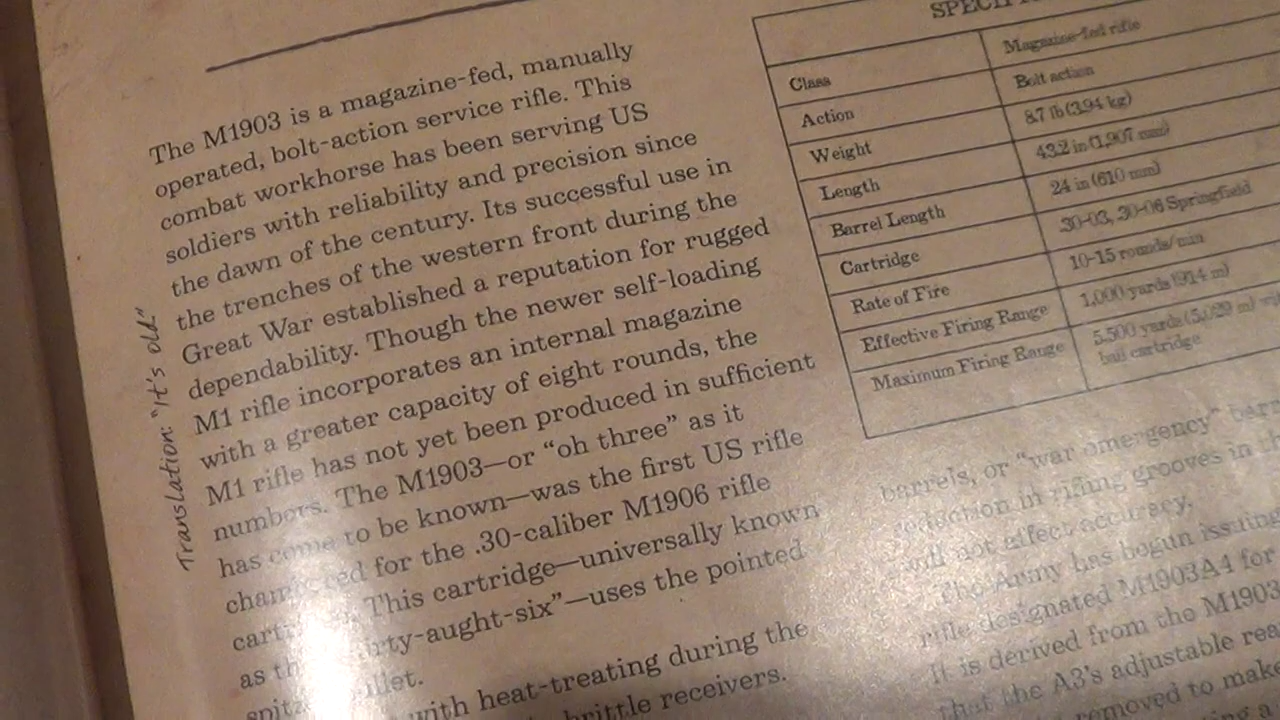 The M1903 is a magazine-fed, manually
operated, bolt-action service rifle. This
combat workhorse has been serving US
soldiers with reliability and precision since
the dawn of the century. Its successful use in
the trenches of the western front during the
Great War established a reputation for rugged
dependability. Though the newer self-loading
M1 rifle incorporates an internal magazine
with a greater capacity of eight rounds, the
M1 rifle has not yet been produced in sufficient
numbers. The M1903—or “oh three” as it
has come to be known—was the first US rifle
for the .30-caliber M1906 rifle
This cartridge—universally known
as uses the pointed
with heat-treating during the
brittle receivers.
Translation: "It's old"
Class Magazine-fed rifle
Action Bolt action
Weight 8.7 lb (3.94 kg)
Length 43.2 in
Barrel Length 24 in (610 mm)
Cartridge .30-03, .30-06 Springfield
Rate of Fire 10-15 rounds/min
Effective Firing Range 1,000 yards (914 m)
Maximum Firing Range 5,500 yards
ball cartridge
barrels, or “war emergency”
reduction in rifling grooves in
will not affect accuracy.
The Army has begun issuing
rifle designated M1903A4 for
It is derived from the M1903
that the A3's adjustable
removed to make